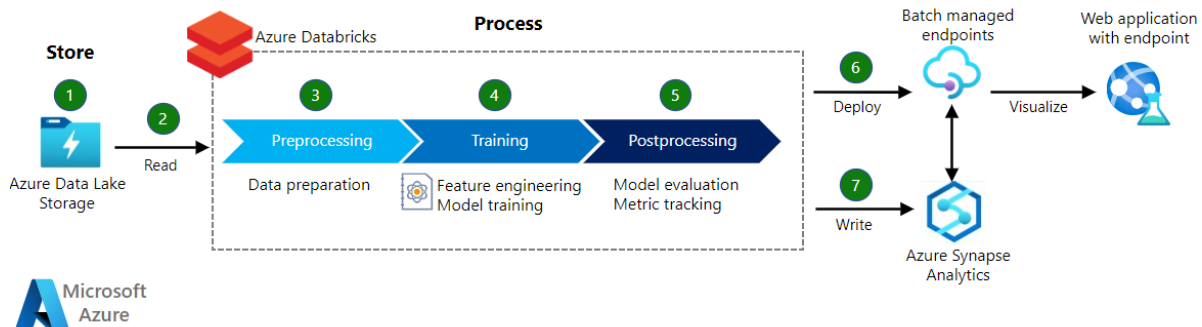 Store
1
Azure Data Lake
Storage
2
Read
Azure Databricks
Process
3
Preprocessing
Data preparation
4
Training
Feature engineering
Model training
5
Postprocessing
Model evaluation
Metric tracking
6
Deploy
Batch managed
endpoints
Visualize
Web application
with endpoint
7
Write
Azure Synapse
Analytics
Microsoft
Azure